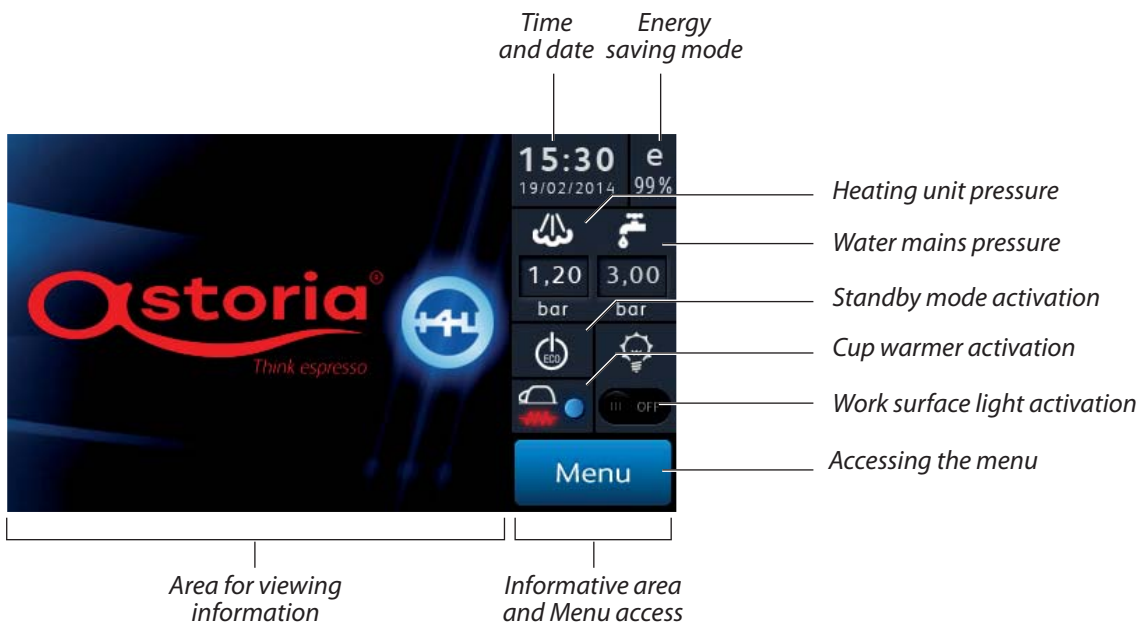 Time
and date
Energy
saving mode
15:30
19/02/2014
e
99%
Heating unit pressure
Water mains pressure
1,20
bar
3,00
bar
Standby mode activation
ECO
Cup warmer activation
OFF
Work surface light activation
Menu
Accessing the menu
astoria®
Think espresso
+4U
Area for viewing
information
Informative area
and Menu access